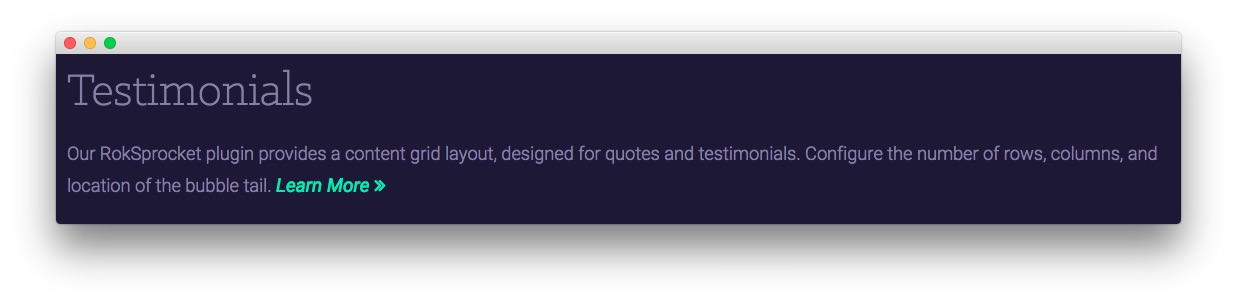 Testimonials
Our RokSprocket plugin provides a content grid layout, designed for quotes and testimonials. Configure the number of rows, columns, and
location of the bubble tail. Learn More »